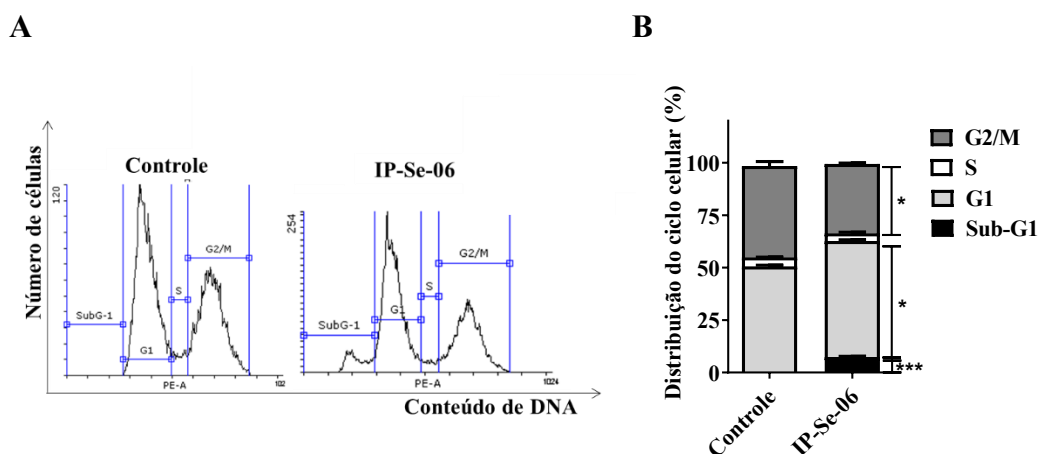 A
B
Controle
IP-Se-06
Número de células
120
SubG-1
G1
S
G2/M
PE-A
102
254
SubG-1
G1
S
G2/M
PE-A
1024
Conteúdo de DNA
Distribuição do ciclo celular (%)
100
75
50
25
0
*
*
***
Controle
IP-Se-06
G2/M
S
G1
Sub-G1